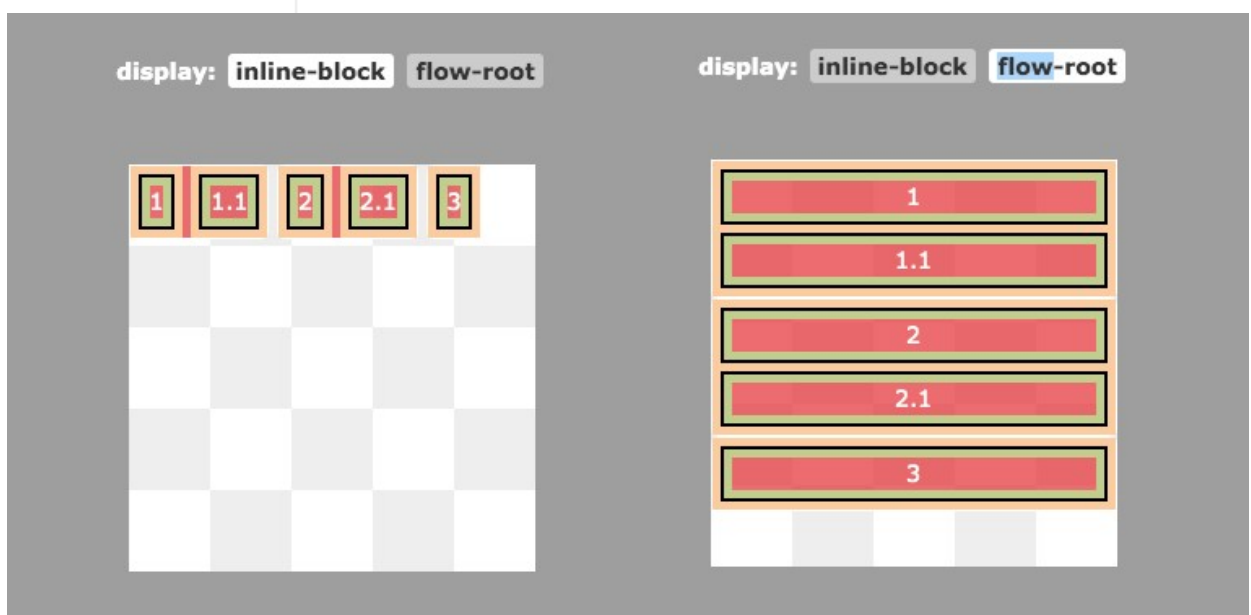 display: inline-block flow-root
1 1.1 2 2.1 3
display: inline-block flow-root
1
1.1
2
2.1
3